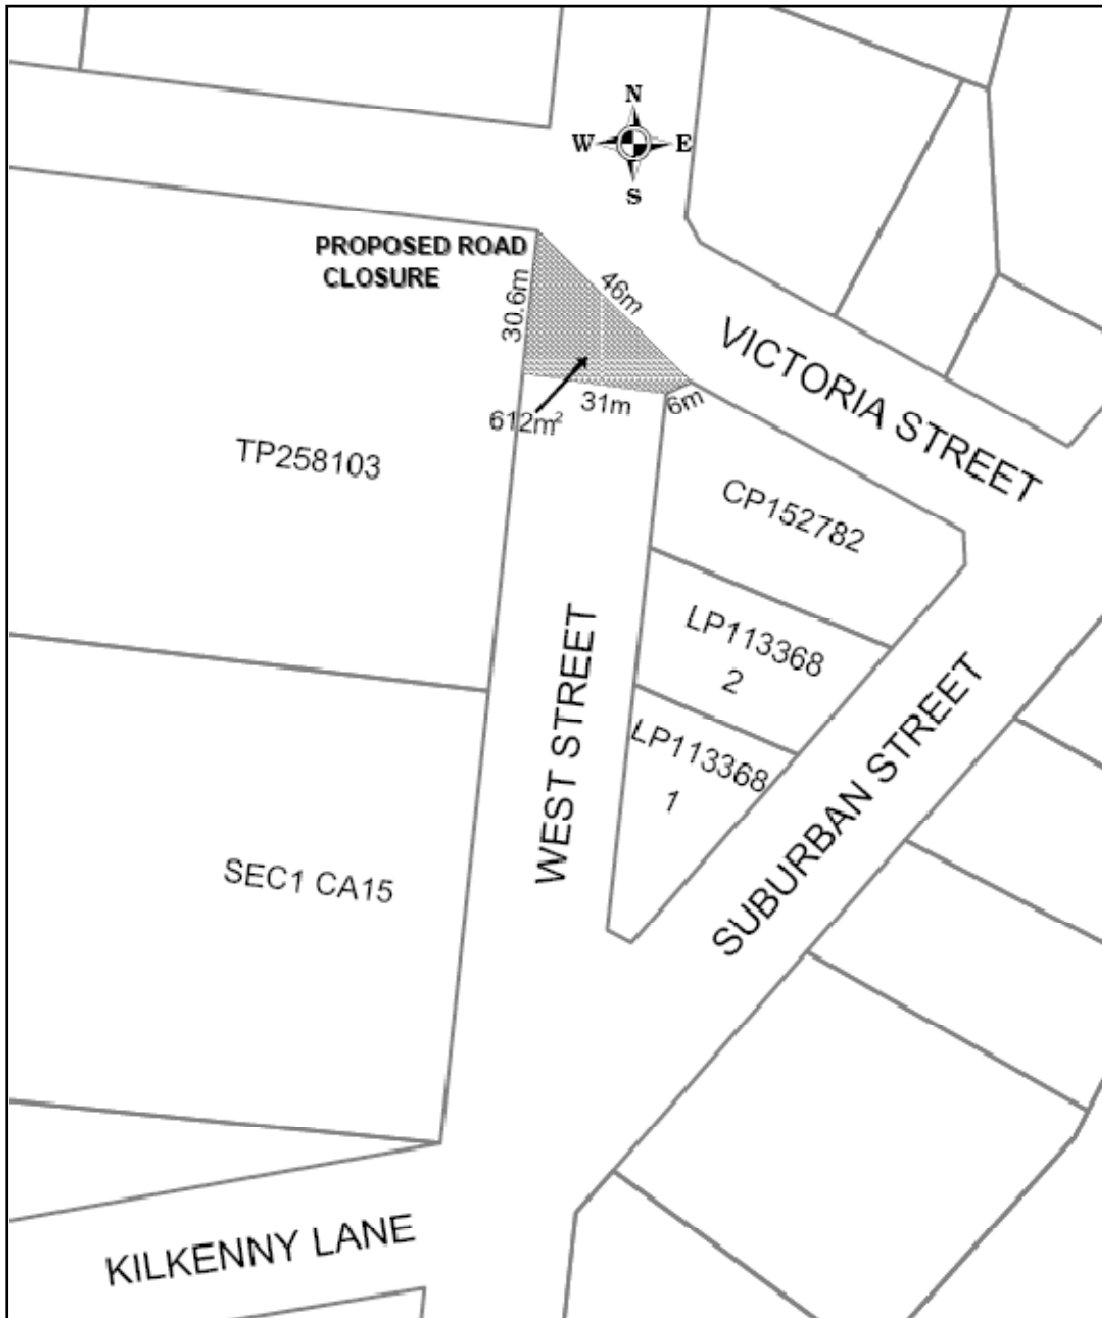 N
W E
S
PROPOSED ROAD
CLOSURE
46m
30.6m
VICTORIA STREET
31m
6m
612m²
TP258103
CP152782
LP113368
2
WEST STREET
LP113368
1
SUBURBAN STREET
SEC1 CA15
KILKENNY LANE